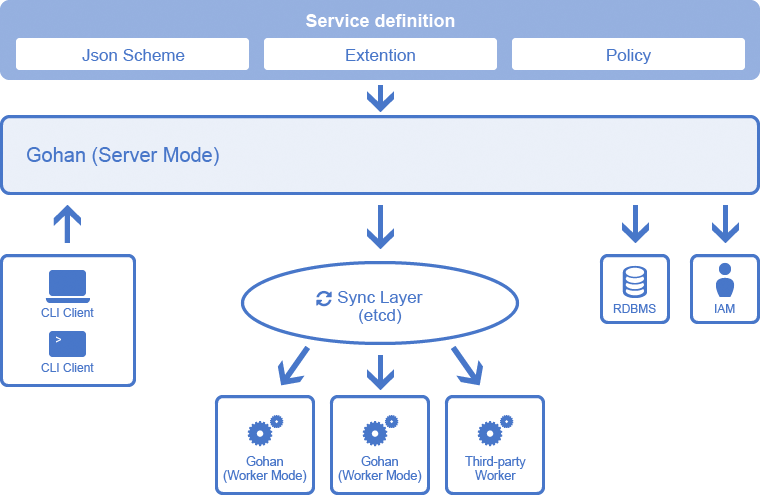 Service definition
Json Scheme
Extention
Policy
Gohan (Server Mode)
CLI Client
>
CLI Client
Sync Layer
(etcd)
RDBMS
IAM
Gohan
(Worker Mode)
Gohan
(Worker Mode)
Third-party
Worker